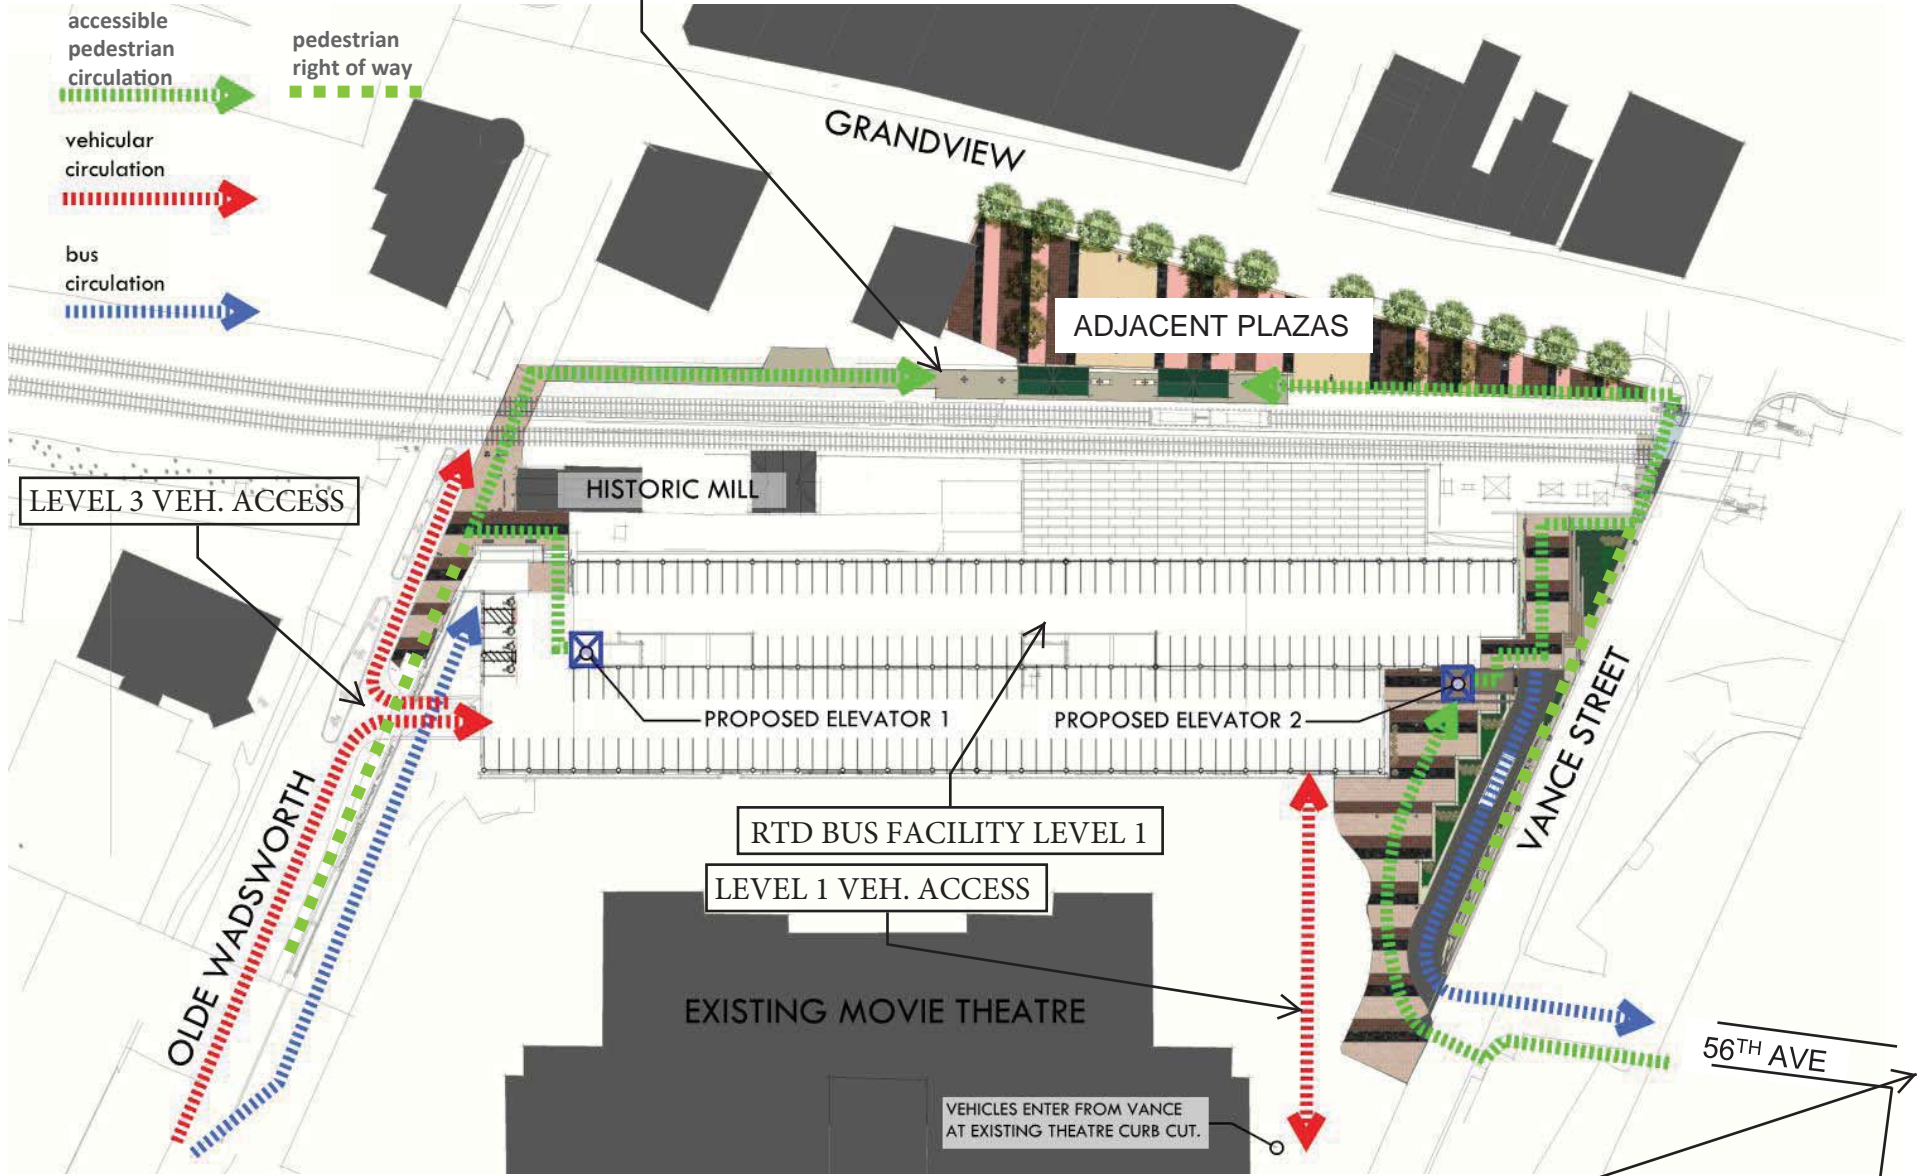 accessible
pedestrian
circulation
pedestrian
right of way
vehicular
circulation
bus
circulation
GRANDVIEW
ADJACENT PLAZAS
HISTORIC MILL
LEVEL 3 VEH. ACCESS
PROPOSED ELEVATOR 1
PROPOSED ELEVATOR 2
VANCE STREET
OLDE WADSWORTH
RTD BUS FACILITY LEVEL 1
LEVEL 1 VEH. ACCESS
EXISTING MOVIE THEATRE
56TH AVE
VEHICLES ENTER FROM VANCE
AT EXISTING THEATRE CURB CUT.